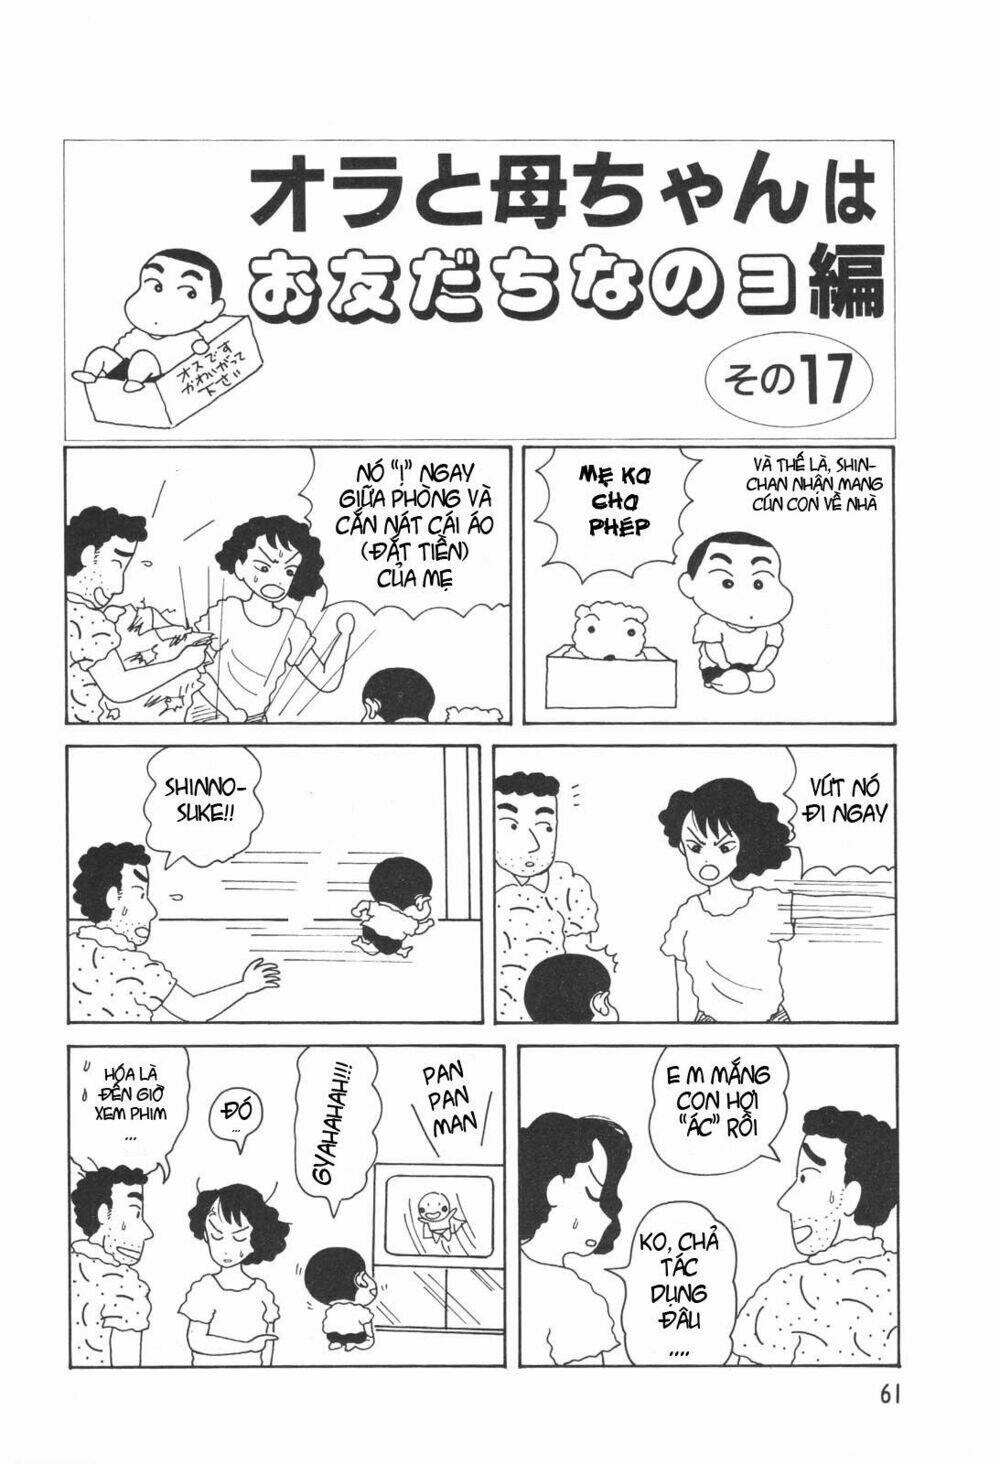 オラと母ちゃんは
お友だちなのヨ編
その17
オスです
かわいがって
下さい
VÀ THẾ LÀ, SHIN-
CHAN NHẬN MANG
CÚN CON VỀ NHÀ
MẸ KO
CHO
PHÉP
NÓ "Ị" NGAY
GIỮA PHÒNG VÀ
CẮN NÁT CÁI ÁO
(ĐẮT TIỀN)
CỦA MẸ
VỨT NÓ
ĐI NGAY
SHINNO-
SUKE!!
EM MẮNG
CON HƠI
"ÁC" RỒI
KO, CHẢ
TÁC
DỤNG
ĐÂU
....
PAN
PAN
MAN
GYAHAHAH!!!
ĐÓ
...
HÓA LÀ
ĐẾN GIỜ
XEM PHIM
...
61